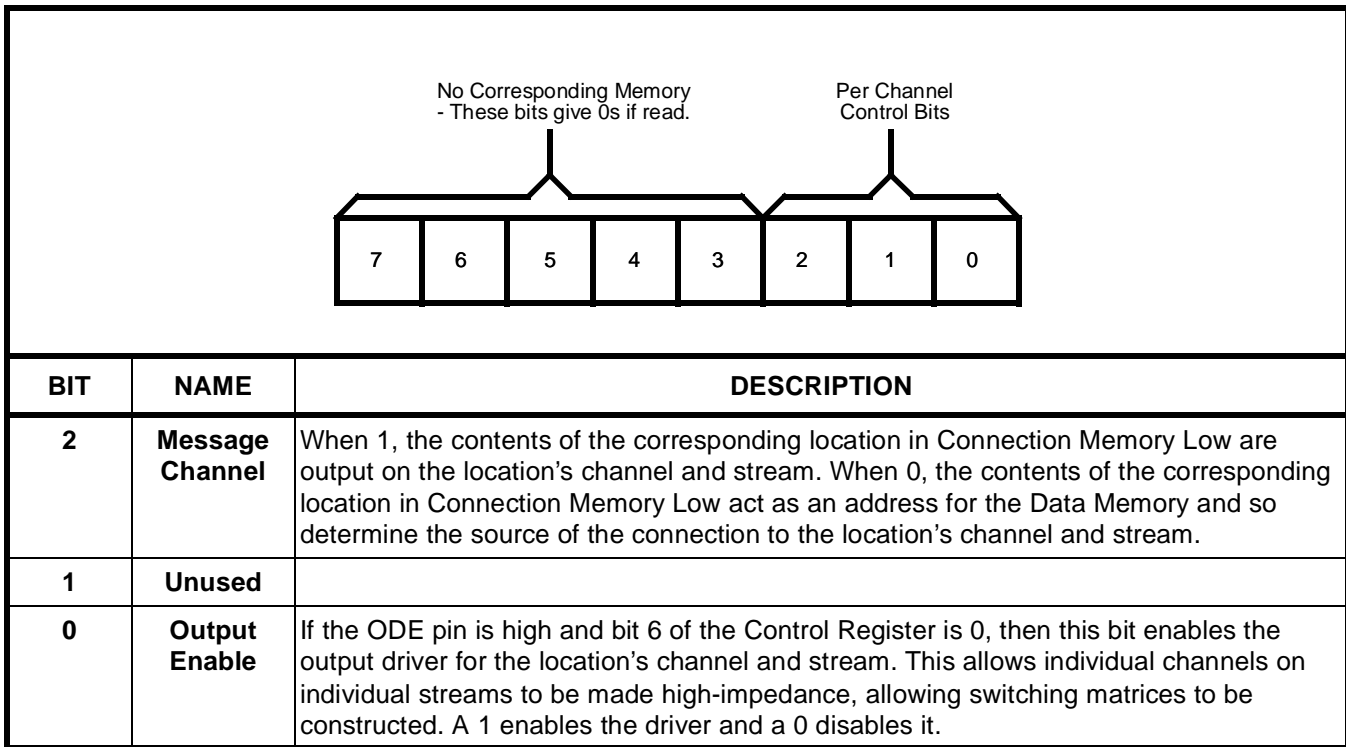 No Corresponding Memory
- These bits give 0s if read.
Per Channel
Control Bits
7 6 5 4 3 2 1 0
BIT NAME DESCRIPTION
2 Message Channel When 1, the contents of the corresponding location in Connection Memory Low are
output on the location's channel and stream. When 0, the contents of the corresponding
location in Connection Memory Low act as an address for the Data Memory and so
determine the source of the connection to the location's channel and stream.
1 Unused
0 Output Enable If the ODE pin is high and bit 6 of the Control Register is 0, then this bit enables the
output driver for the location's channel and stream. This allows individual channels on
individual streams to be made high-impedance, allowing switching matrices to be
constructed. A 1 enables the driver and a 0 disables it.